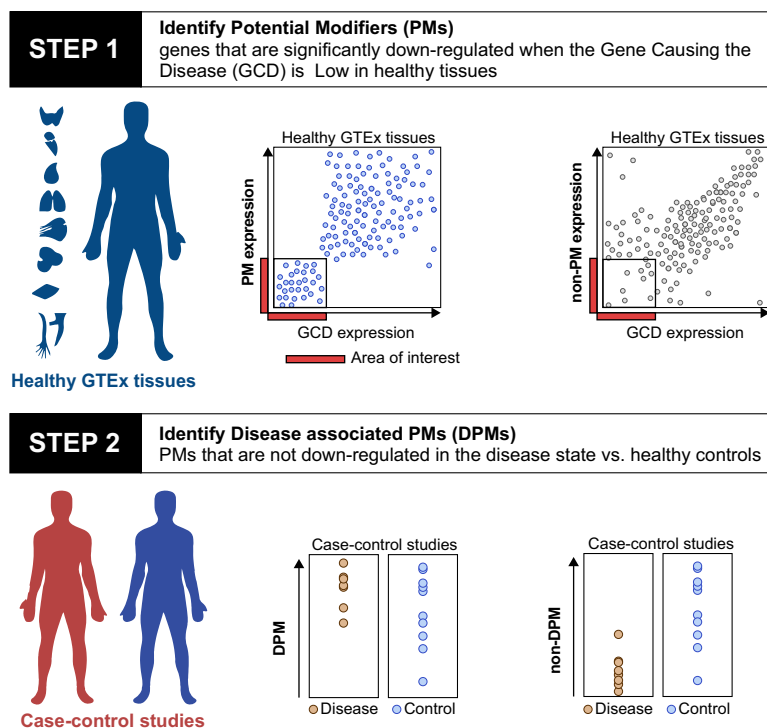 STEP 1
Identify Potential Modifiers (PMs)
genes that are significantly down-regulated when the Gene Causing the
Disease (GCD) is Low in healthy tissues
Healthy GTEx tissues
Healthy GTEx tissues
PM expression
non-PM expression
GCD expression
GCD expression
Area of interest
Healthy GTEx tissues
STEP 2
Identify Disease associated PMs (DPMs)
PMs that are not down-regulated in the disease state vs. healthy controls
Case-control studies
Case-control studies
DPM
non-DPM
Disease
Control
Disease
Control
Case-control studies